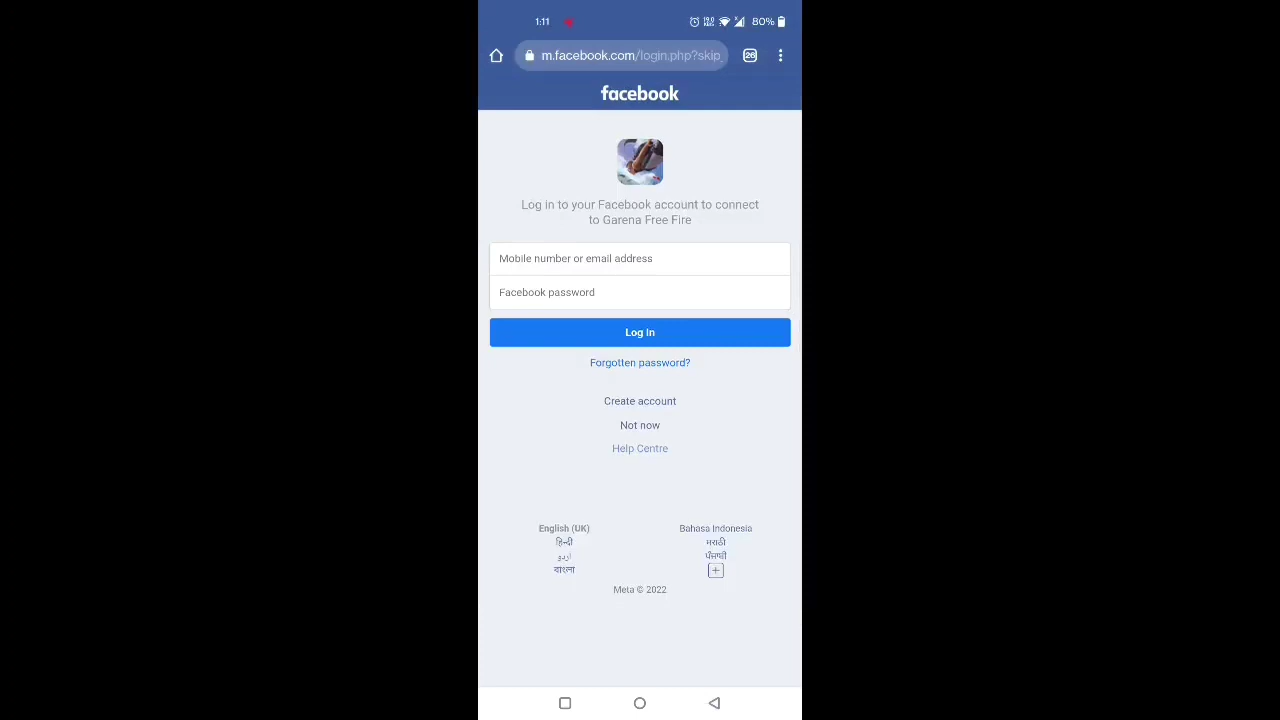 1:11
80%
m.facebook.com/login.php?skip
26
facebook
Log in to your Facebook account to connect
to Garena Free Fire
Mobile number or email address
Facebook password
Log In
Forgotten password?
Create account
Not now
Help Centre
English (UK)
Bahasa Indonesia
हिन्दी
मराठी
اردو
ਪੰਜਾਬੀ
বাংলা
+
Meta © 2022